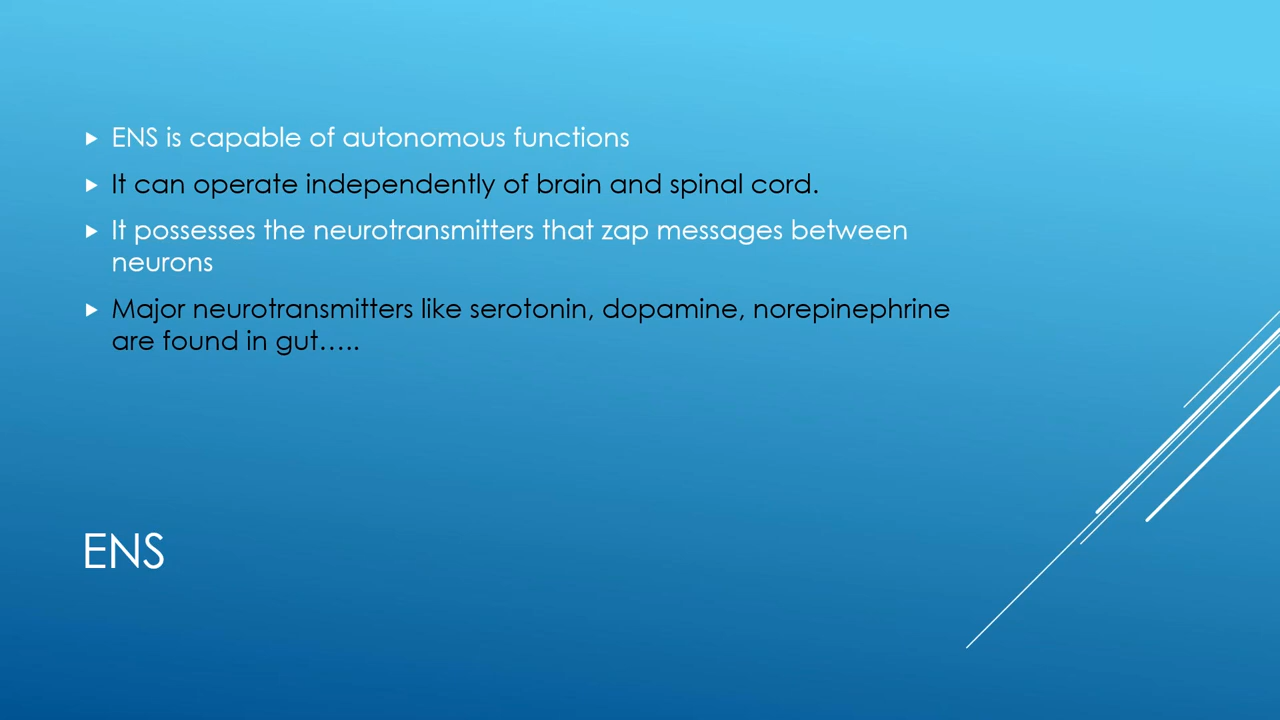 ENS is capable of autonomous functions
It can operate independently of brain and spinal cord.
It possesses the neurotransmitters that zap messages between
neurons
Major neurotransmitters like serotonin, dopamine, norepinephrine
are found in gut…..
ENS